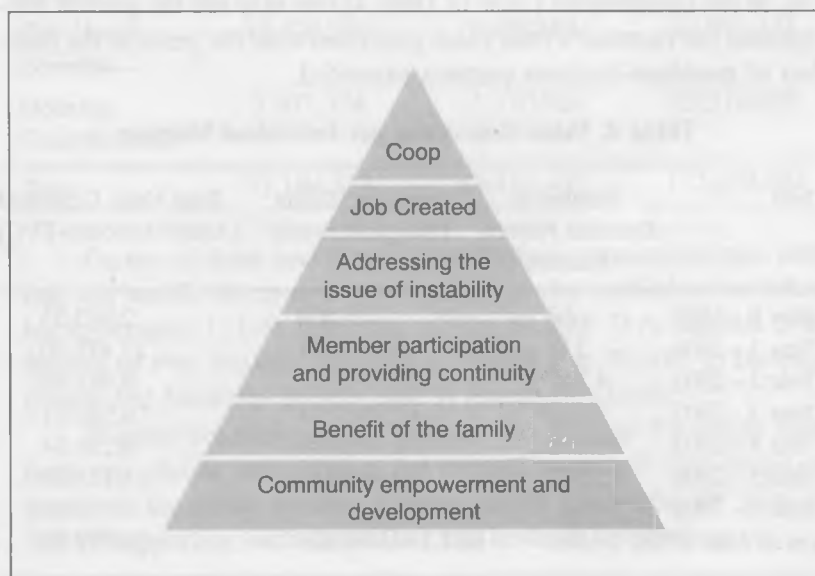 Coop
Job Created
Addressing the
issue of instability
Member participation
and providing continuity
Benefit of the family
Community empowerment and
development